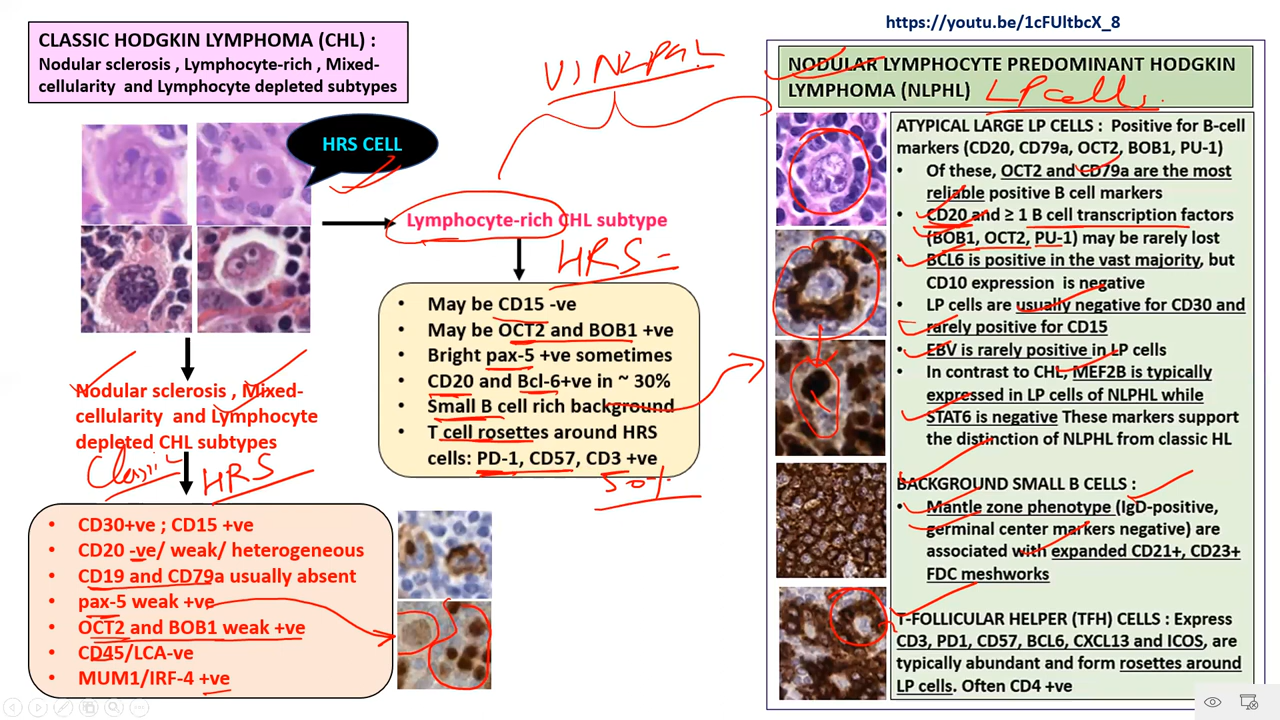 https://youtu.be/1cFUltbcX_8
CLASSIC HODGKIN LYMPHOMA (CHL) :
Nodular sclerosis , Lymphocyte-rich , Mixed-
cellularity and Lymphocyte depleted subtypes
HRS CELL
Vs NLPHL
Lymphocyte-rich CHL subtype
HRS -
• May be CD15 -ve
• May be OCT2 and BOB1 +ve
• Bright pax-5 +ve sometimes
• CD20 and Bcl-6+ve in ~ 30%
• Small B cell rich background
• T cell rosettes around HRS
cells: PD-1, CD57, CD3 +ve
50%
Nodular sclerosis , Mixed-
cellularity and Lymphocyte
depleted CHL subtypes
HRS
• CD30+ve ; CD15 +ve
• CD20 -ve/ weak/ heterogeneous
• CD19 and CD79a usually absent
• pax-5 weak +ve
• OCT2 and BOB1 weak +ve
• CD45/LCA-ve
• MUM1/IRF-4 +ve
NODULAR LYMPHOCYTE PREDOMINANT HODGKIN
LYMPHOMA (NLPHL)
LP cells
ATYPICAL LARGE LP CELLS : Positive for B-cell
markers (CD20, CD79a, OCT2, BOB1, PU-1)
• Of these, OCT2 and CD79a are the most
reliable positive B cell markers
• CD20 and ≥ 1 B cell transcription factors
(BOB1, OCT2, PU-1) may be rarely lost
• BCL6 is positive in the vast majority, but
CD10 expression is negative
• LP cells are usually negative for CD30 and
rarely positive for CD15
• EBV is rarely positive in LP cells
• In contrast to CHL, MEF2B is typically
expressed in LP cells of NLPHL while
STAT6 is negative These markers support
the distinction of NLPHL from classic HL
BACKGROUND SMALL B CELLS :
• Mantle zone phenotype (IgD-positive,
germinal center markers negative) are
associated with expanded CD21+, CD23+
FDC meshworks
T-FOLLICULAR HELPER (TFH) CELLS : Express
CD3, PD1, CD57, BCL6, CXCL13 and ICOS, are
typically abundant and form rosettes around
LP cells. Often CD4 +ve